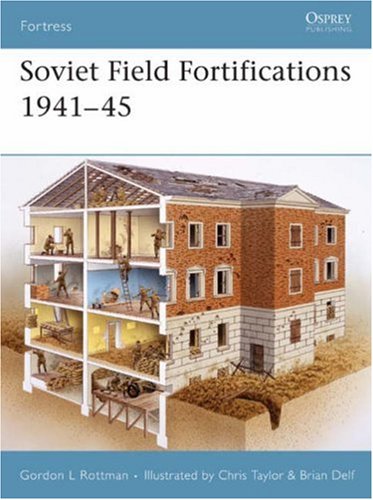 Fortress
OSPREY
PUBLISHING
Soviet Field Fortifications
1941–45
Gordon L Rottman • Illustrated by Chris Taylor & Brian Delf